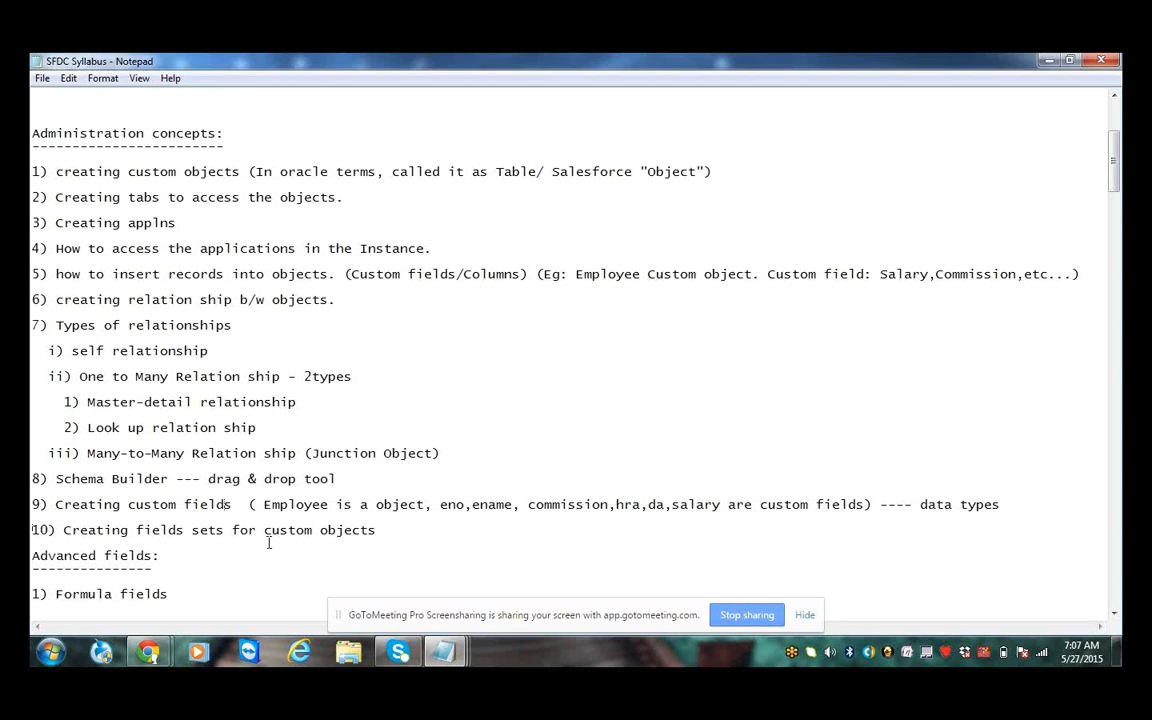 SFDC Syllabus - Notepad
File Edit Format View Help
Administration concepts:
------------------------
1) creating custom objects (In oracle terms, called it as Table/ Salesforce "Object")
2) Creating tabs to access the objects.
3) Creating applns
4) How to access the applications in the Instance.
5) how to insert records into objects. (Custom fields/Columns) (Eg: Employee Custom object. Custom field: Salary,Commission,etc...)
6) creating relation ship b/w objects.
7) Types of relationships
i) self relationship
ii) One to Many Relation ship - 2types
1) Master-detail relationship
2) Look up relation ship
iii) Many-to-Many Relation ship (Junction Object)
8) Schema Builder --- drag & drop tool
9) Creating custom fields ( Employee is a object, eno,ename, commission,hra,da,salary are custom fields) ---- data types
10) Creating fields sets for custom objects
Advanced fields:
---------------
1) Formula fields
GoToMeeting Pro Screensharing is sharing your screen with app.gotomeeting.com. Stop sharing Hide
7:07 AM
5/27/2015